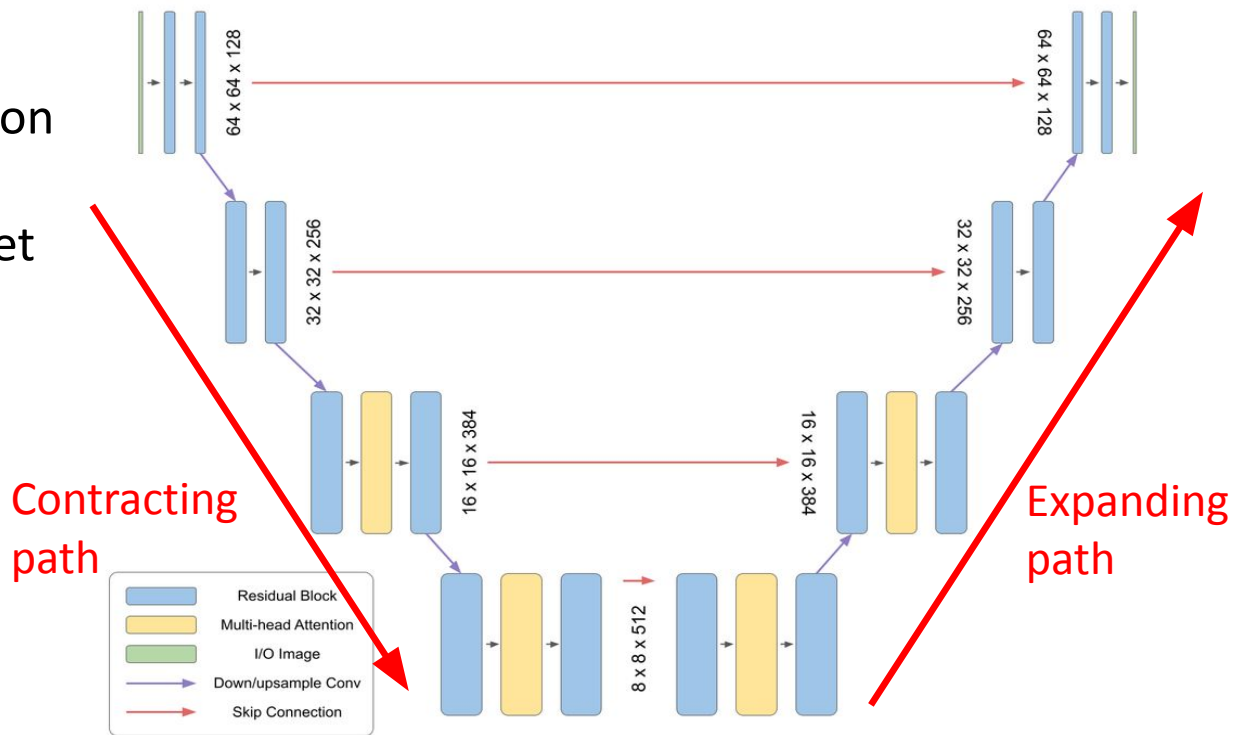 on
et
64 x 64 x 128
64 x 64 x 128
32 x 32 x 256
32 x 32 x 256
16 x 16 x 384
16 x 16 x 384
8 x 8 x 512
Contracting
path
Expanding
path
Residual Block
Multi-head Attention
I/O Image
Down/upsample Conv
Skip Connection